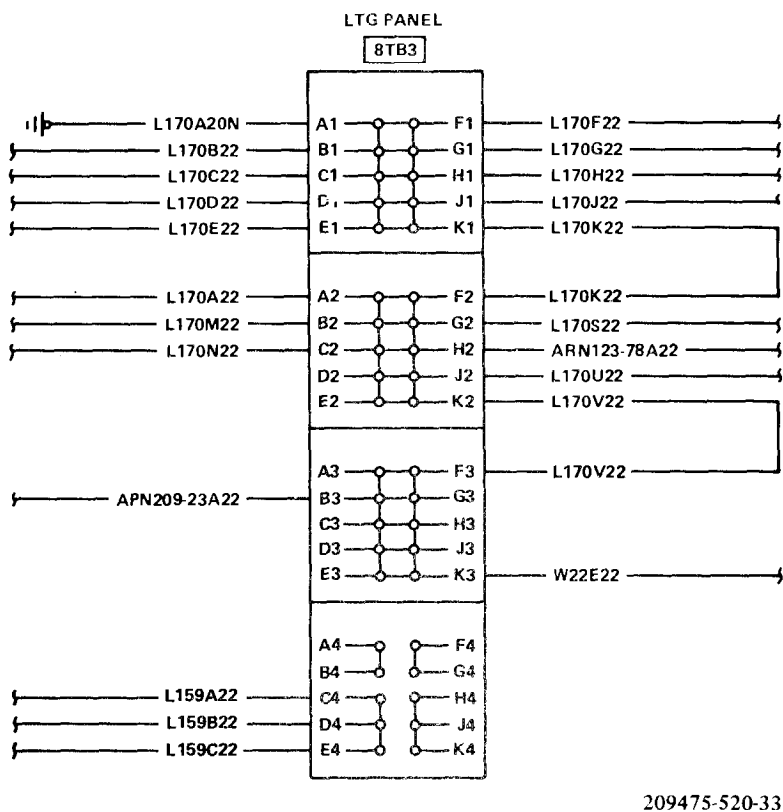 LTG PANEL
8TB3
L170A20N A1 F1 L170F22
L170B22 B1 G1 L170G22
L170C22 C1 H1 L170H22
L170D22 D1 J1 L170J22
L170E22 E1 K1 L170K22
L170A22 A2 F2 L170K22
L170M22 B2 G2 L170S22
L170N22 C2 H2 ARN123-78A22
D2 J2 L170U22
E2 K2 L170V22
A3 F3 L170V22
APN209-23A22 B3 G3
C3 H3
D3 J3
E3 K3 W22E22
A4 F4
B4 G4
L159A22 C4 H4
L159B22 D4 J4
L159C22 E4 K4
209475-520-33